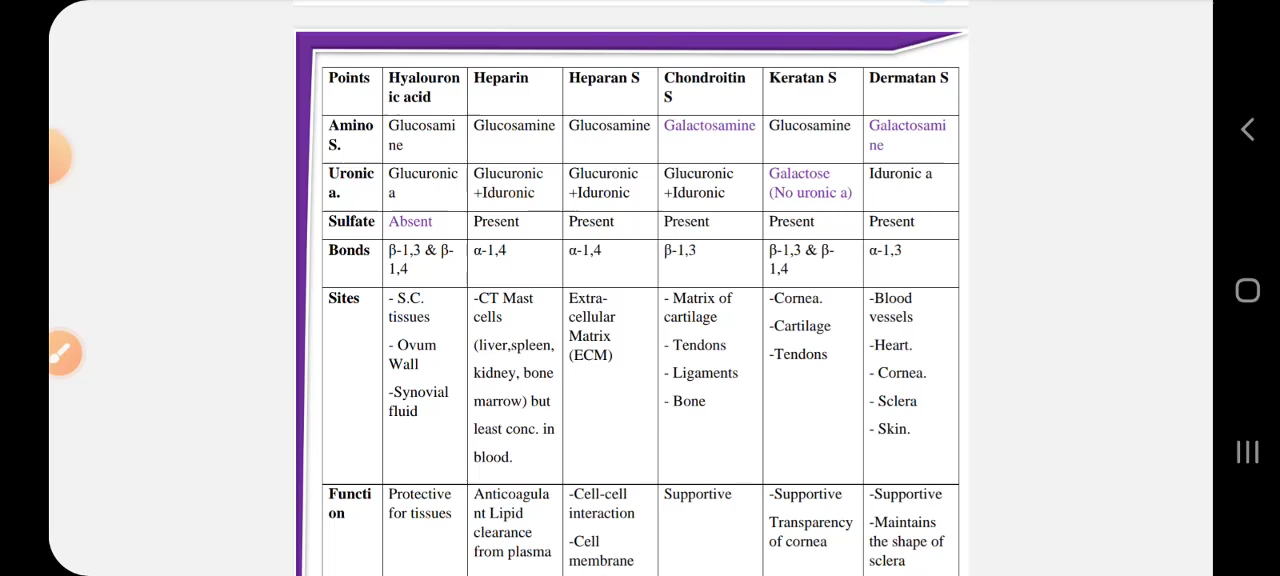 Points Hyalouron Heparin Heparan S Chondroitin Keratan S Dermatan S
ic acid S
Amino Glucosami Glucosamine Glucosamine Galactosamine Glucosamine Galactosami
S. ne ne
Uronic Glucuronic Glucuronic Glucuronic Glucuronic Galactose Iduronic a
a. a +Iduronic +Iduronic +Iduronic (No uronic a)
Sulfate Absent Present Present Present Present Present
Bonds β-1,3 & β- α-1,4 α-1,4 β-1,3 β-1,3 & β- α-1,3
1,4 1,4
Sites - S.C. -CT Mast Extra- - Matrix of -Cornea. -Blood
tissues cells cellular cartilage -Cartilage vessels
- Ovum (liver,spleen, Matrix - Tendons -Tendons -Heart.
Wall kidney, bone (ECM) - Ligaments - Cornea.
-Synovial marrow) but - Bone - Sclera
fluid least conc. in - Skin.
blood.
Functi Protective Anticoagula -Cell-cell Supportive -Supportive -Supportive
on for tissues nt Lipid interaction Transparency -Maintains
clearance -Cell of cornea the shape of
from plasma membrane sclera